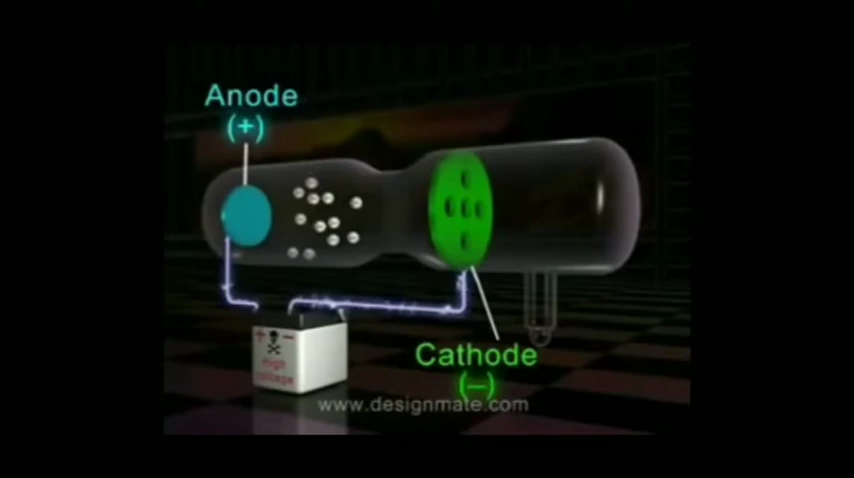 Anode
(+)
+ −
High
Voltage
Cathode
(−)
www.designmate.com